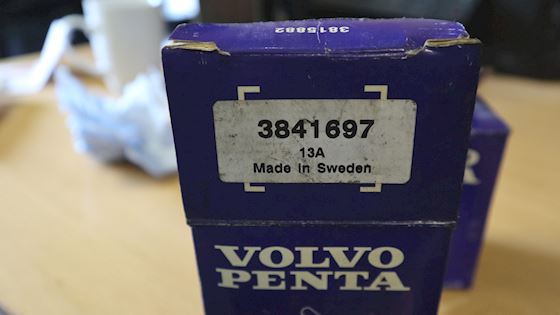 3815882
3841697
13A
Made in Sweden
VOLVO
PENTA
R